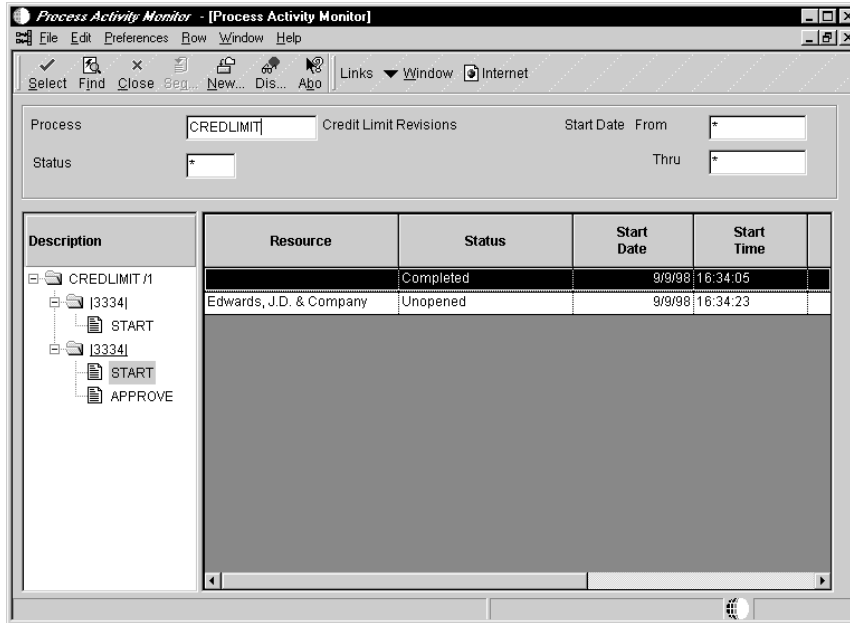 Process Activity Monitor - [Process Activity Monitor]
File Edit Preferences Row Window Help
Select Find Close Seq... New... Dis... Abo Links Window Internet
Process CREDLIMIT Credit Limit Revisions Start Date From *
Status * Thru *
Description Resource Status Start Date Start Time
CREDLIMIT /1 Completed 9/9/98 16:34:05
|3334| Edwards, J.D. & Company Unopened 9/9/98 16:34:23
START
|3334|
START
APPROVE